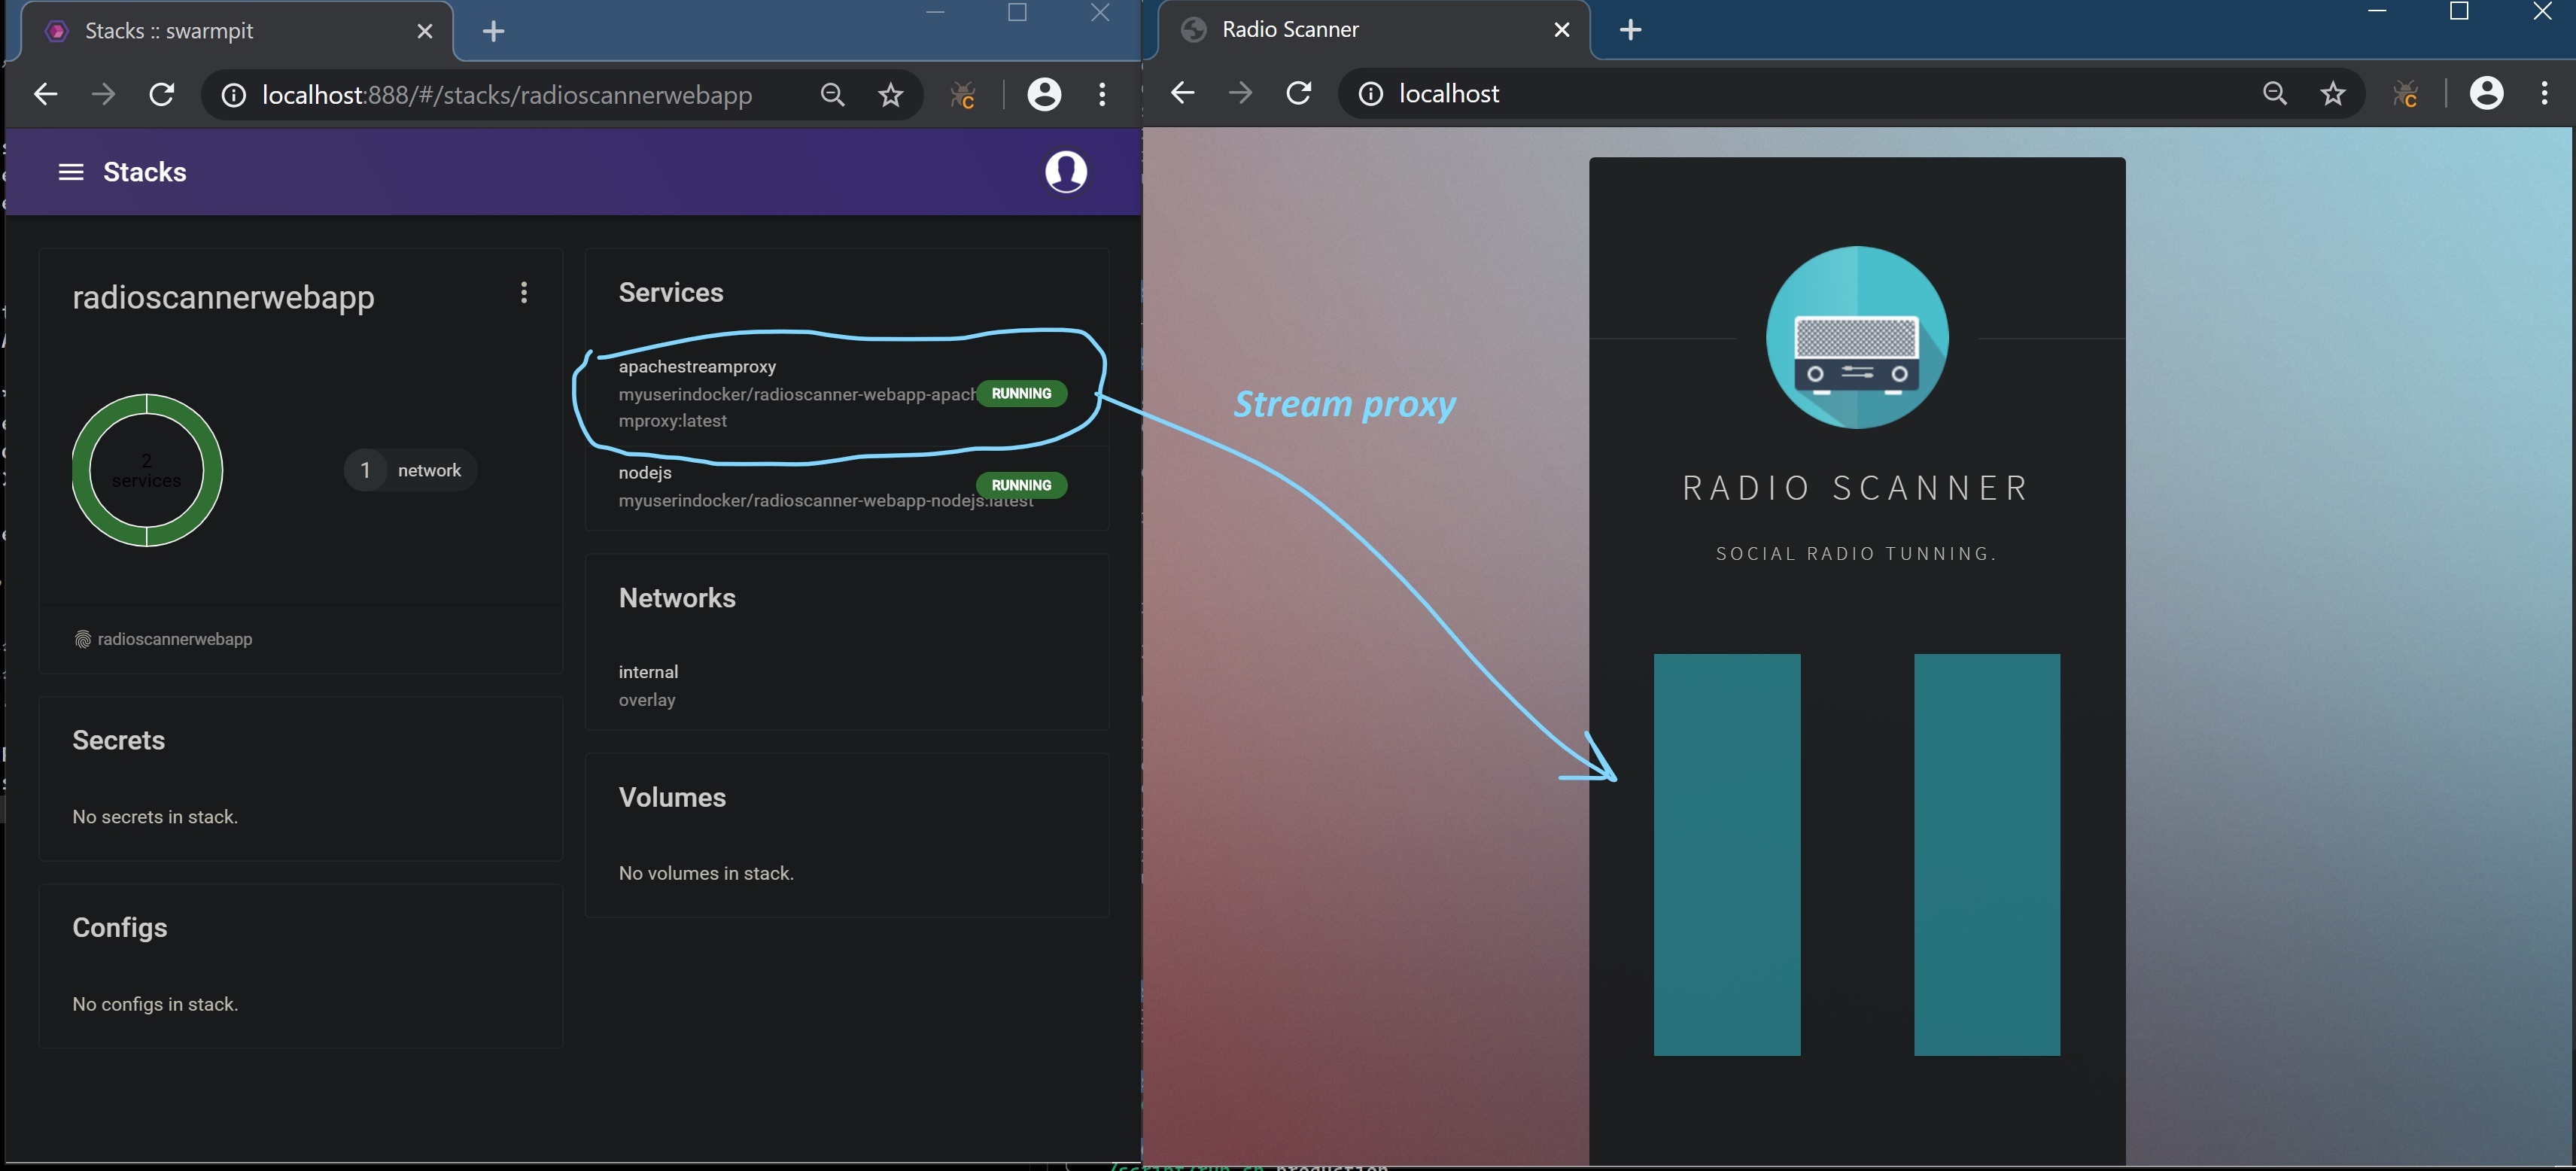 Stacks :: swarmpit
localhost:888/#/stacks/radioscannerwebapp
Stacks
radioscannerwebapp
2
services
1 network
radioscannerwebapp
Secrets
No secrets in stack.
Configs
No configs in stack.
Services
apachestreamproxy
myuserindocker/radioscanner-webapp-apach
mproxy:latest
RUNNING
nodejs
myuserindocker/radioscanner-webapp-nodejs:latest
RUNNING
Networks
internal
overlay
Volumes
No volumes in stack.
Radio Scanner
localhost
Stream proxy
RADIO SCANNER
SOCIAL RADIO TUNNING.